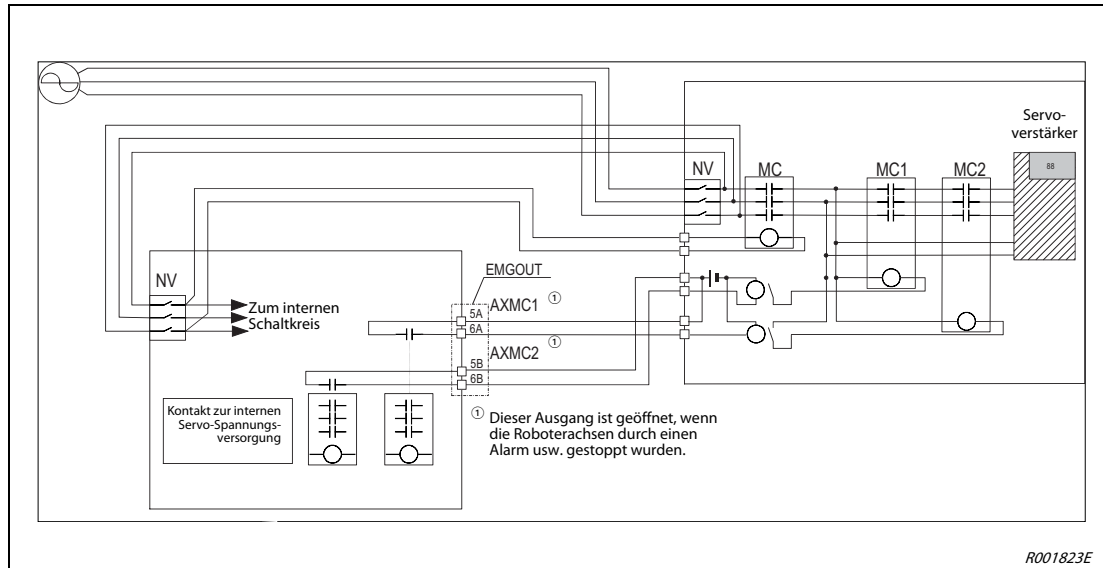 Servo-
verstärker
88
NV
MC
MC1
MC2
EMGOUT
NV
Zum internen
Schaltkreis
5A
AXMC1 ①
6A
AXMC2 ①
5B
6B
Kontakt zur internen
Servo-Spannungs-
versorgung
① Dieser Ausgang ist geöffnet, wenn
die Roboterachsen durch einen
Alarm usw. gestoppt wurden.
R001823E